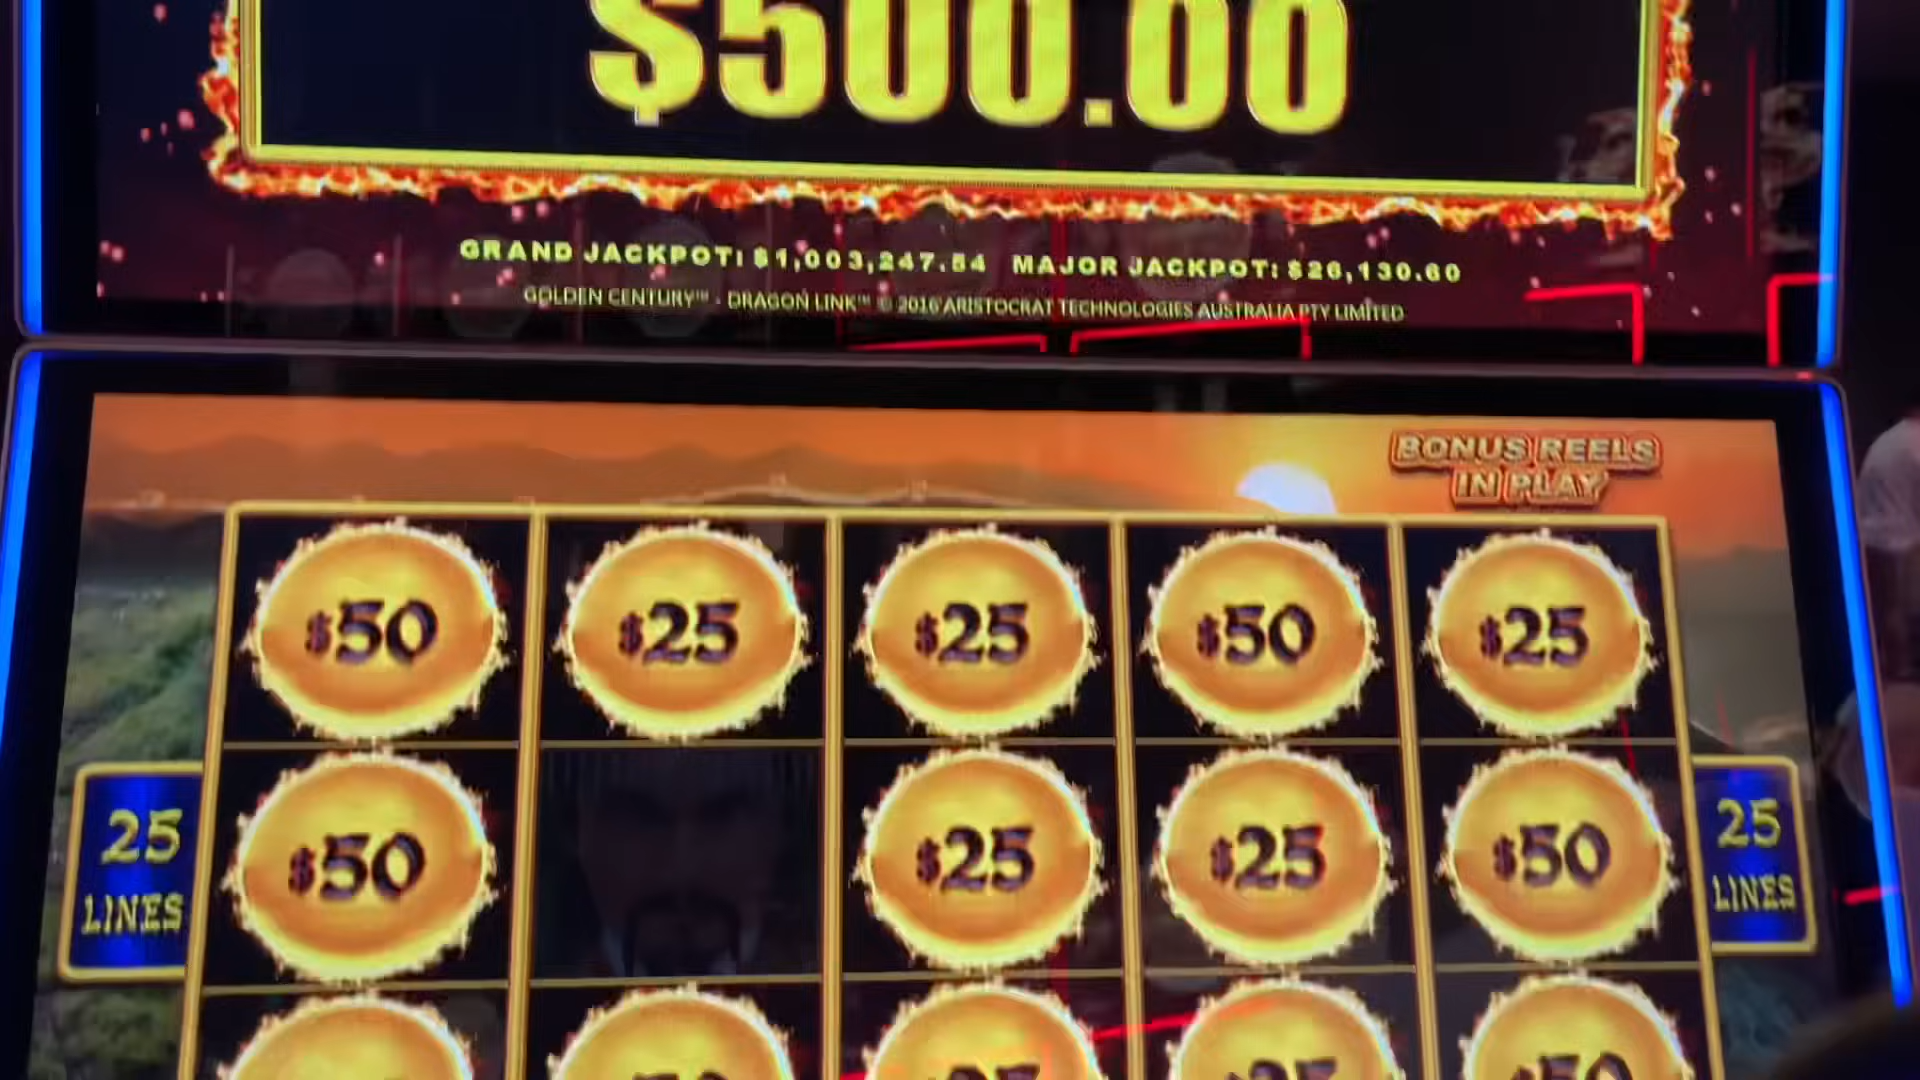 $500.00
GRAND JACKPOT: $1,003,247.54 MAJOR JACKPOT: $26,130.60
GOLDEN CENTURY™ - DRAGON LINK™ © 2016 ARISTOCRAT TECHNOLOGIES AUSTRALIA PTY LIMITED
BONUS REELS
IN PLAY
$50 $25 $25 $50 $25
25
LINES
$50 $25 $25 $50
25
LINES